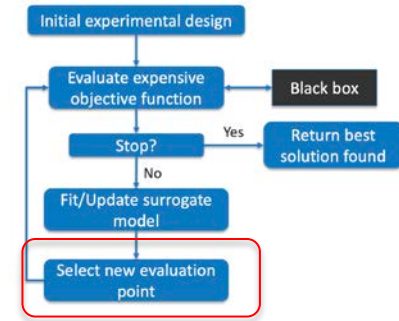 Initial experimental design
Evaluate expensive
objective function
Black box
Stop?
Yes
Return best
solution found
No
Fit/Update surrogate
model
Select new evaluation
point